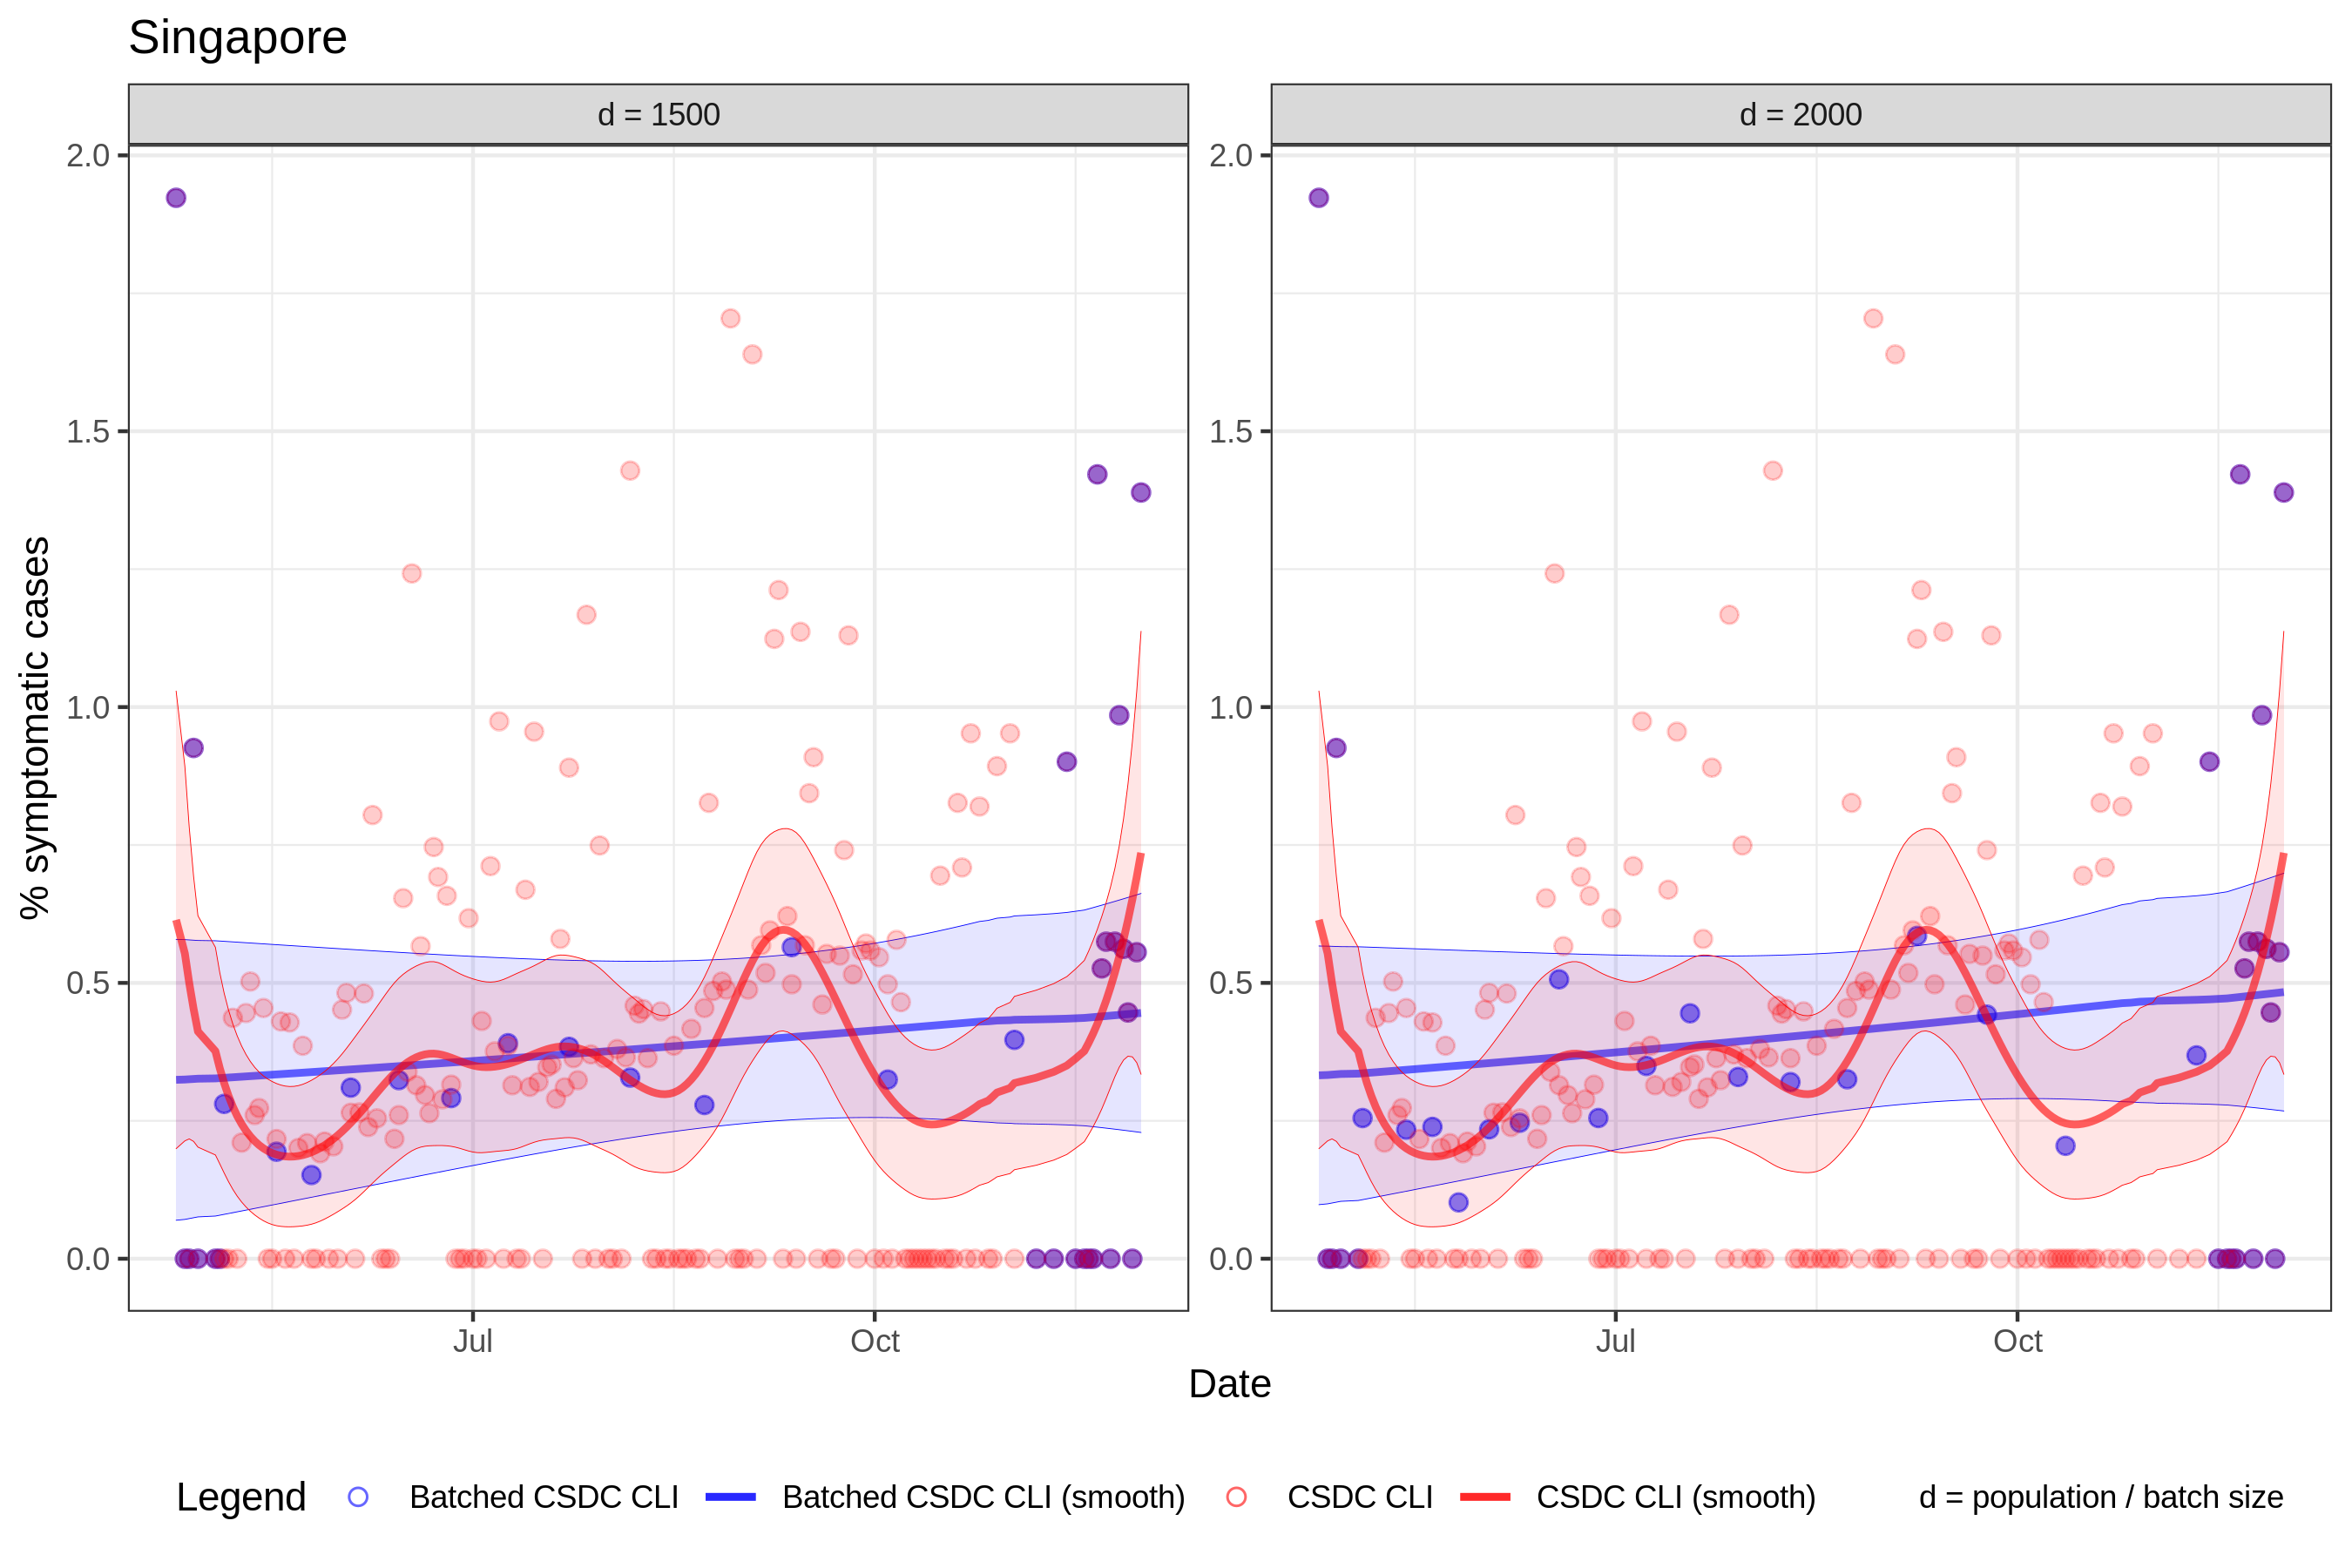 Singapore
d = 1500
d = 2000
% symptomatic cases
2.0
1.5
1.0
0.5
0.0
2.0
1.5
1.0
0.5
0.0
Jul
Oct
Jul
Oct
Date
Legend Batched CSDC CLI Batched CSDC CLI (smooth) CSDC CLI CSDC CLI (smooth) d = population / batch size